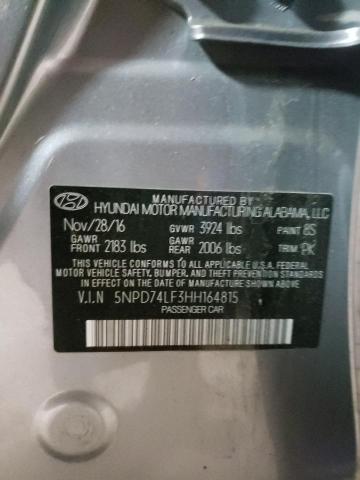 MANUFACTURED BY
HYUNDAI MOTOR MANUFACTURING ALABAMA, LLC
Nov/28/16 GVWR 3924 lbs PAINT 8S
GAWR FRONT 2183 lbs GAWR REAR 2006 lbs TRIM PK
THIS VEHICLE CONFORMS TO ALL APPLICABLE U.S.A. FEDERAL
MOTOR VEHICLE SAFETY, BUMPER, AND THEFT PREVENTION
STANDARDS IN EFFECT ON THE DATE OF MANUFACTURE SHOWN ABOVE.
V.I.N 5NPD74LF3HH164815
PASSENGER CAR